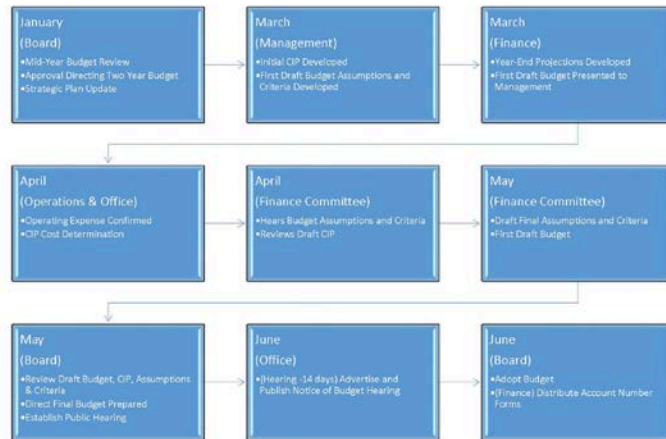 January
(Board)
•Mid-Year Budget Review
•Approval Directing Two Year Budget
•Strategic Plan Update
March
(Management)
•Initial CIP Developed
•First Draft Budget Assumptions and
Criteria Developed
March
(Finance)
•Year-End Projections Developed
•First Draft Budget Presented to
Management
April
(Operations & Office)
•Operating Expense Confirmed
•CIP Cost Determination
April
(Finance Committee)
•Hears Budget Assumptions and Criteria
•Reviews Draft CIP
May
(Finance Committee)
•Draft Final Assumptions and Criteria
•First Draft Budget
May
(Board)
•Review Draft Budget, CIP, Assumptions
& Criteria
•Direct Final Budget Prepared
•Establish Public Hearing
June
(Office)
•(Hearing -14 days) Advertise and
Publish Notice of Budget Hearing
June
(Board)
•Adopt Budget
•(Finance) Distribute Account Number
Forms